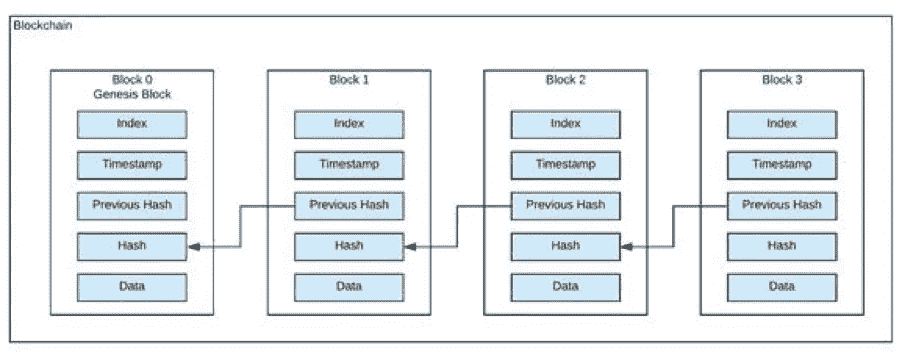 Blockchain
Block 0
Genesis Block
Index
Timestamp
Previous Hash
Hash
Data
Block 1
Index
Timestamp
Previous Hash
Hash
Data
Block 2
Index
Timestamp
Previous Hash
Hash
Data
Block 3
Index
Timestamp
Previous Hash
Hash
Data